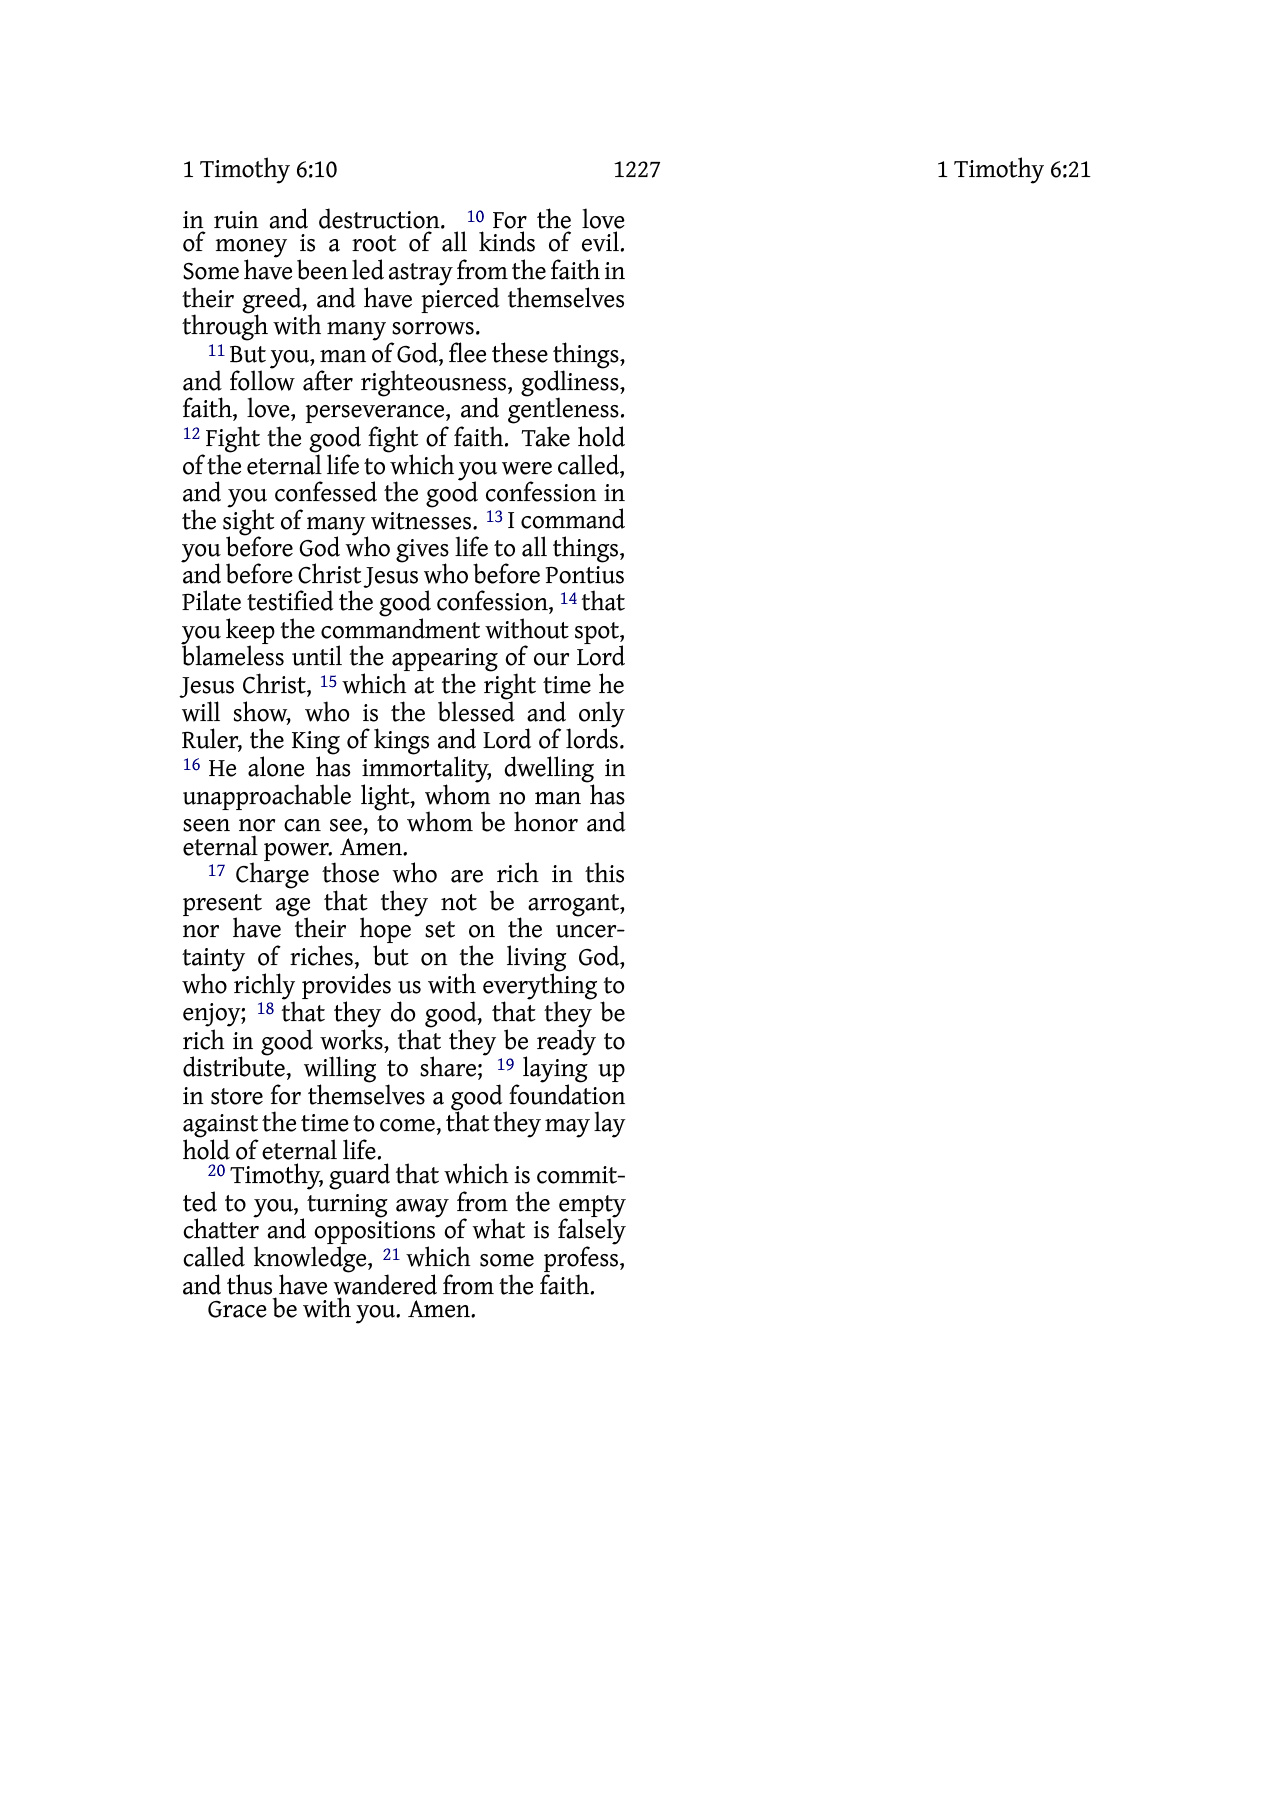 1 Timothy 6:10 1227 1 Timothy 6:21
in ruin and destruction. 10 For the love
of money is a root of all kinds of evil.
Some have been led astray from the faith in
their greed, and have pierced themselves
through with many sorrows.
11 But you, man of God, flee these things,
and follow after righteousness, godliness,
faith, love, perseverance, and gentleness.
12 Fight the good fight of faith. Take hold
of the eternal life to which you were called,
and you confessed the good confession in
the sight of many witnesses. 13 I command
you before God who gives life to all things,
and before Christ Jesus who before Pontius
Pilate testified the good confession, 14 that
you keep the commandment without spot,
blameless until the appearing of our Lord
Jesus Christ, 15 which at the right time he
will show, who is the blessed and only
Ruler, the King of kings and Lord of lords.
16 He alone has immortality, dwelling in
unapproachable light, whom no man has
seen nor can see, to whom be honor and
eternal power. Amen.
17 Charge those who are rich in this
present age that they not be arrogant,
nor have their hope set on the uncer-
tainty of riches, but on the living God,
who richly provides us with everything to
enjoy; 18 that they do good, that they be
rich in good works, that they be ready to
distribute, willing to share; 19 laying up
in store for themselves a good foundation
against the time to come, that they may lay
hold of eternal life.
20 Timothy, guard that which is commit-
ted to you, turning away from the empty
chatter and oppositions of what is falsely
called knowledge, 21 which some profess,
and thus have wandered from the faith.
Grace be with you. Amen.